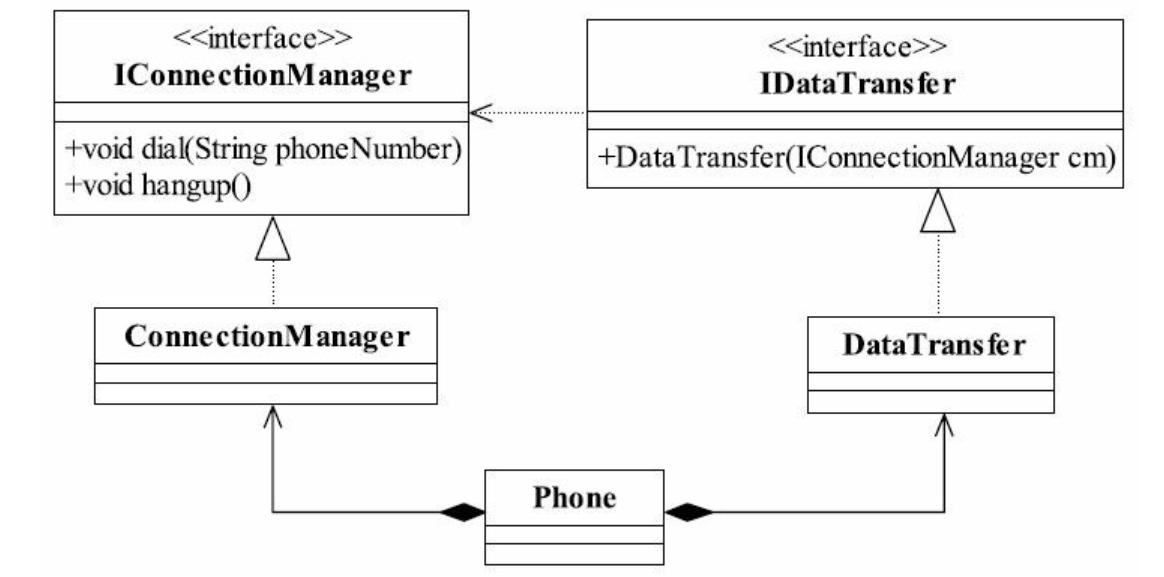 <<interface>>
IConnectionManager
+void dial(String phoneNumber)
+void hangup()
<<interface>>
IDataTransfer
+DataTransfer(IConnectionManager cm)
ConnectionManager
DataTransfer
Phone